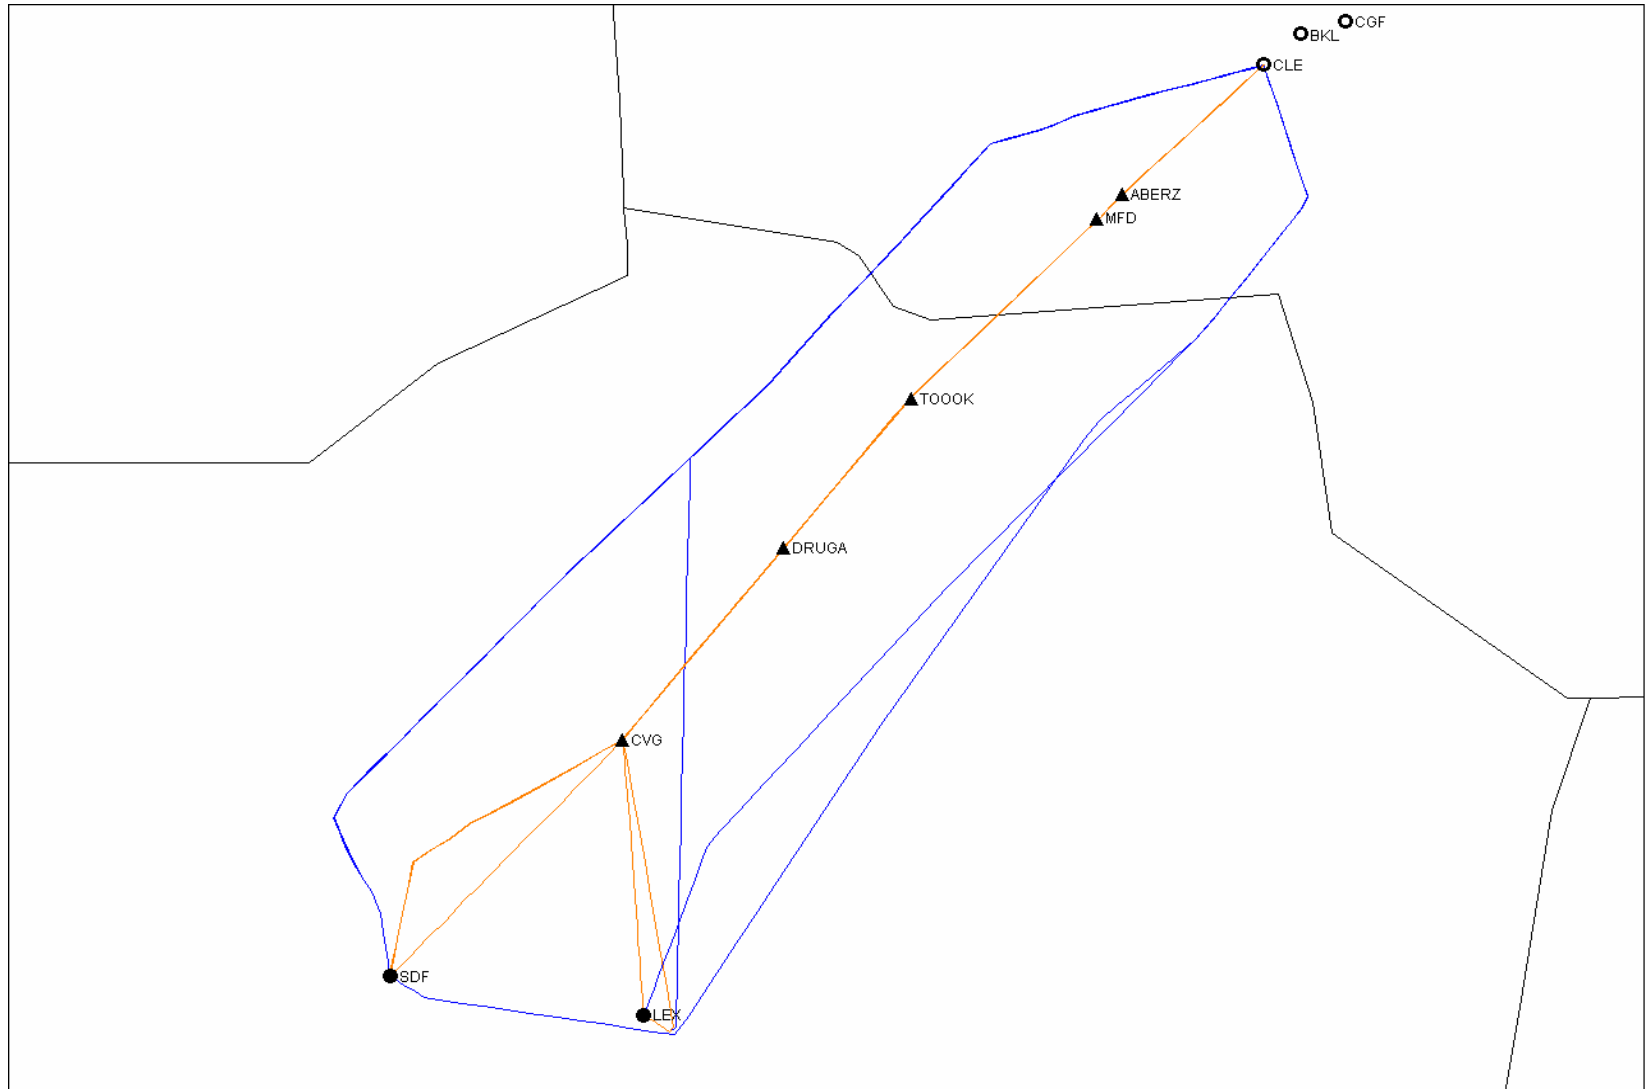 CGF
BKL
CLE
ABERZ
MFD
TOOOK
DRUGA
CVG
SDF
LEX